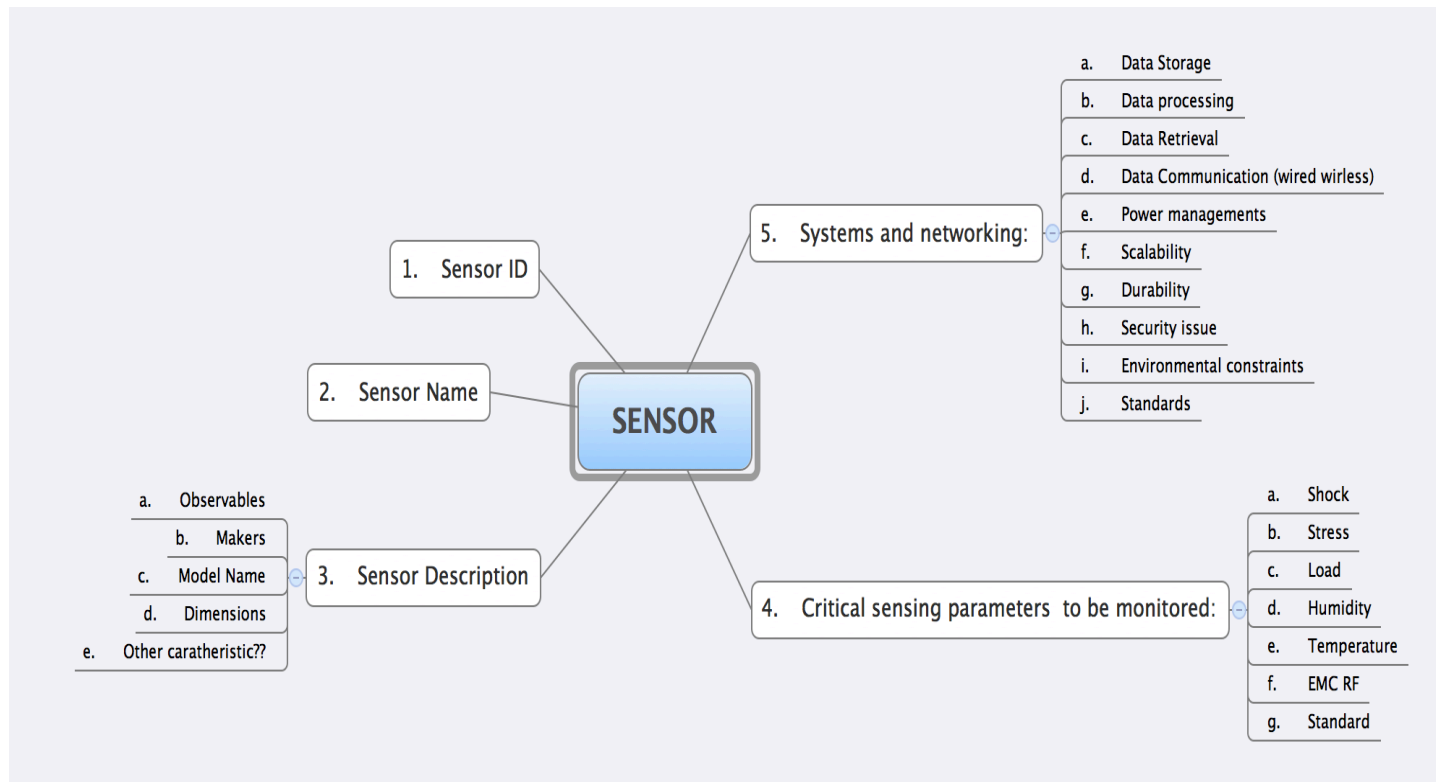 SENSOR
1. Sensor ID
2. Sensor Name
3. Sensor Description
a. Observables
b. Makers
c. Model Name
d. Dimensions
e. Other caratheristic??
4. Critical sensing parameters to be monitored:
a. Shock
b. Stress
c. Load
d. Humidity
e. Temperature
f. EMC RF
g. Standard
5. Systems and networking:
a. Data Storage
b. Data processing
c. Data Retrieval
d. Data Communication (wired wirless)
e. Power managements
f. Scalability
g. Durability
h. Security issue
i. Environmental constraints
j. Standards